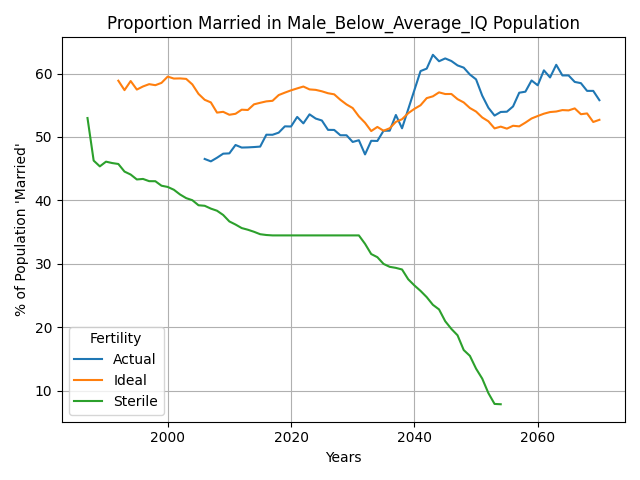 Proportion Married in Male_Below_Average_IQ Population
% of Population 'Married'
60
50
40
30
20
10
Fertility
Actual
Ideal
Sterile
2000 2020 2040 2060
Years